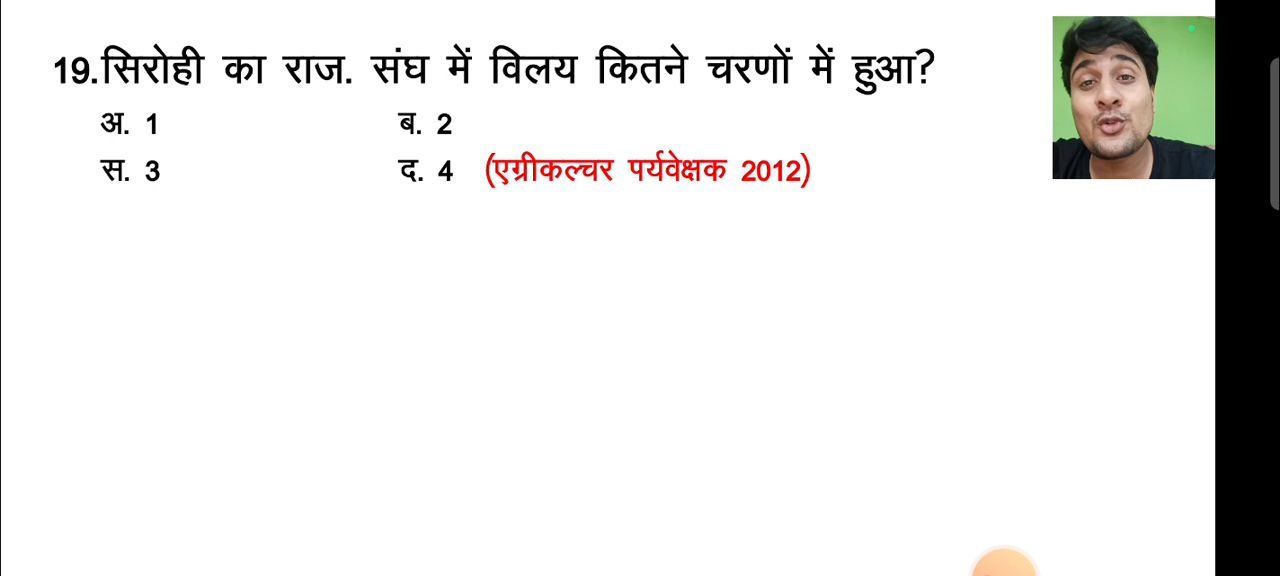 19.सिरोही का राज. संघ में विलय कितने चरणों में हुआ?
अ. 1 ब. 2
स. 3 द. 4 (एग्रीकल्चर पर्यवेक्षक 2012)